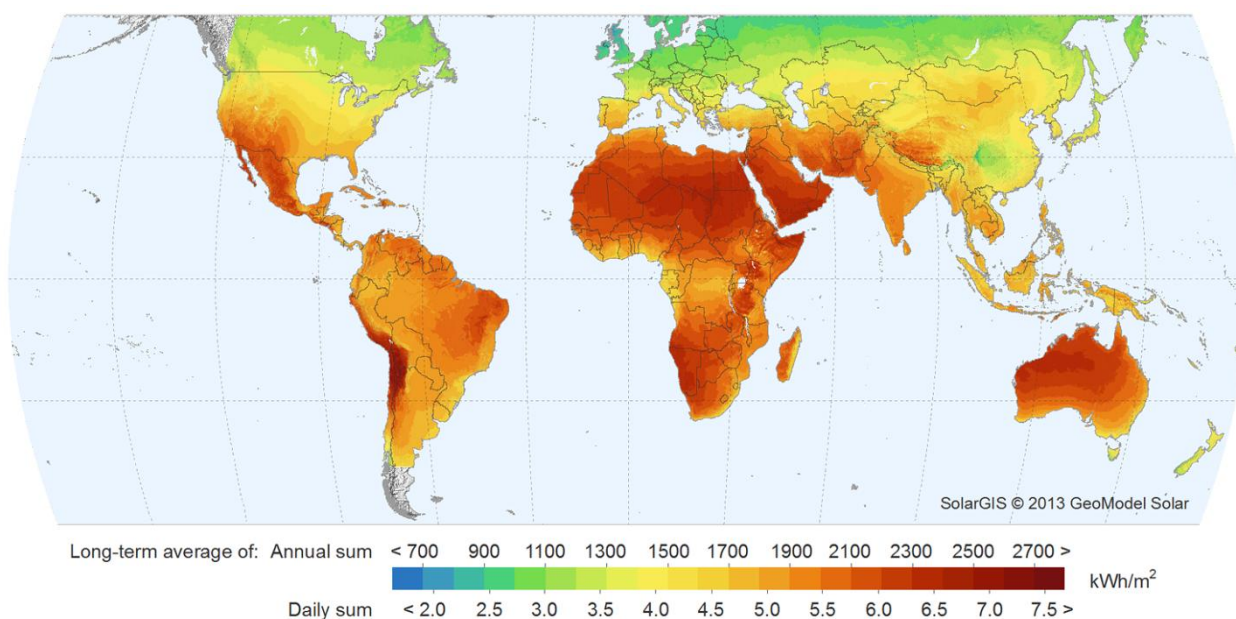 SolarGIS © 2013 GeoModel Solar
Long-term average of: Annual sum < 700 900 1100 1300 1500 1700 1900 2100 2300 2500 2700 >
kWh/m²
Daily sum < 2.0 2.5 3.0 3.5 4.0 4.5 5.0 5.5 6.0 6.5 7.0 7.5 >